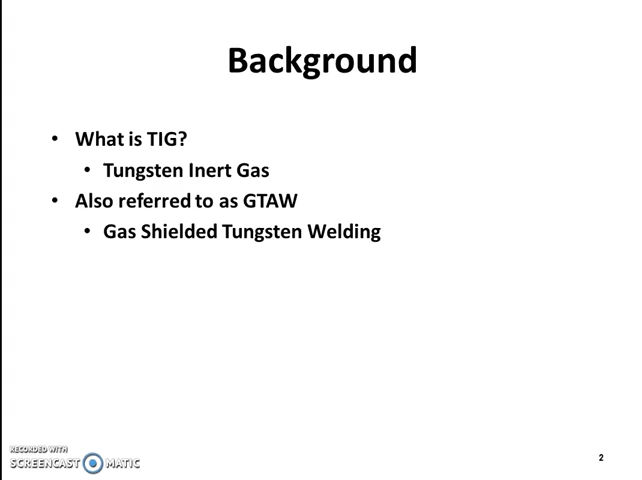 Background
• What is TIG?
• Tungsten Inert Gas
• Also referred to as GTAW
• Gas Shielded Tungsten Welding
RECORDED WITH
SCREENCAST MATIC
2